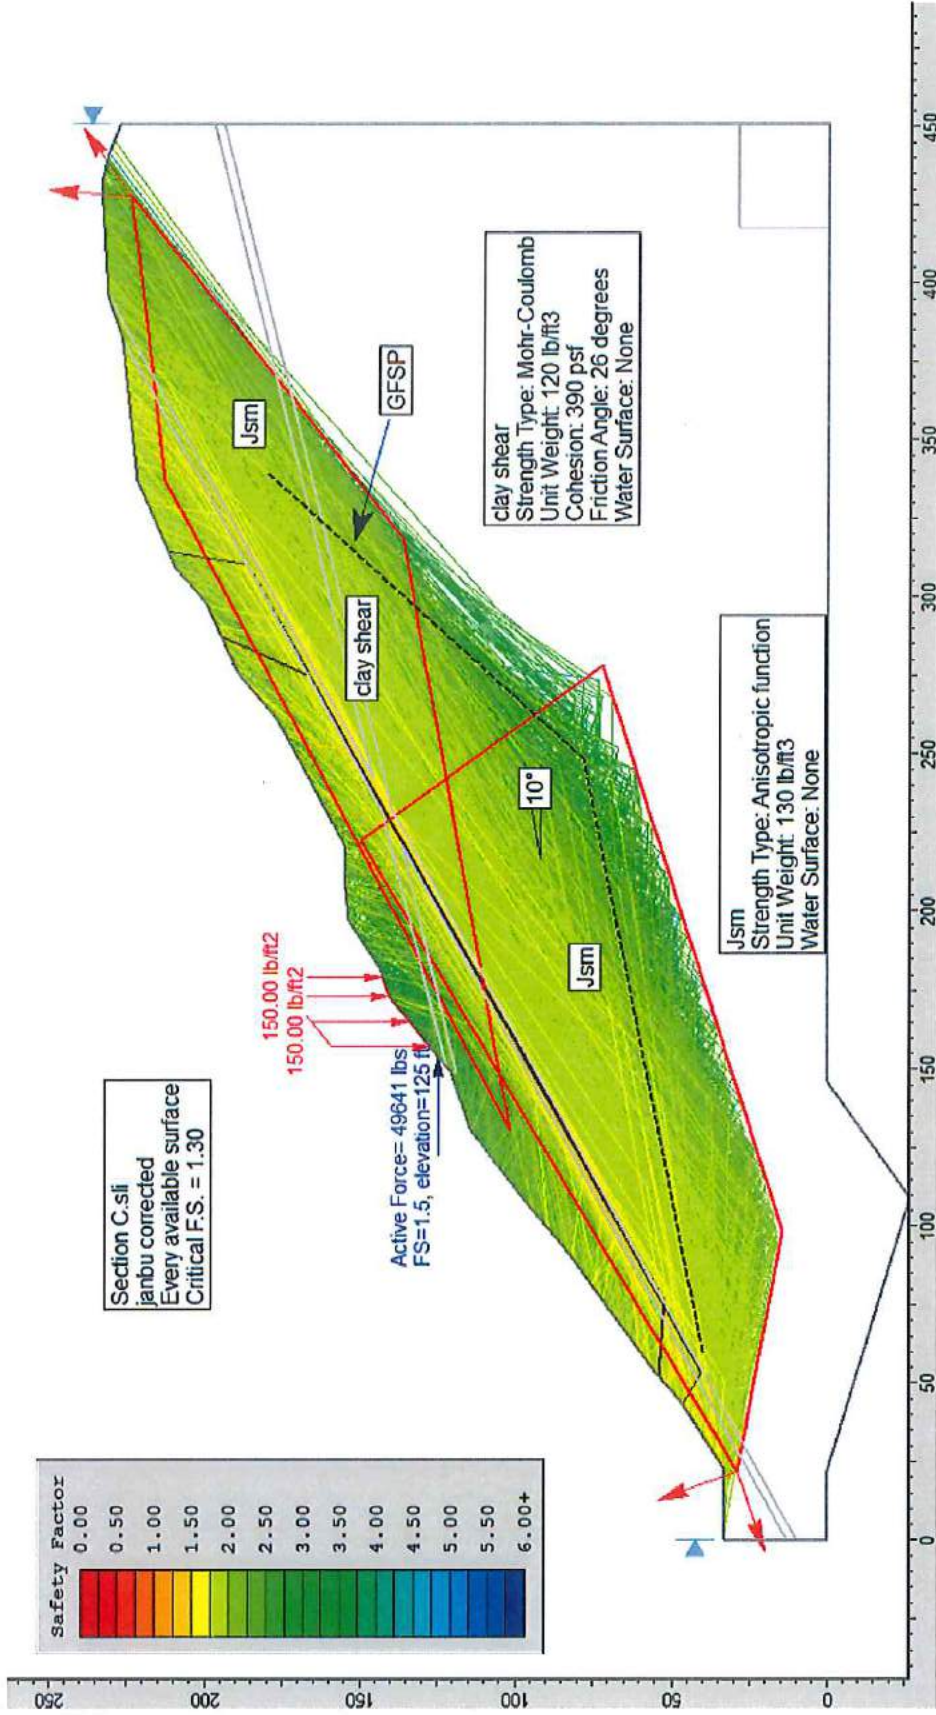 Safety Factor
0.00
0.50
1.00
1.50
2.00
2.50
3.00
3.50
4.00
4.50
5.00
5.50
6.00+
Section C.sli
janbu corrected
Every available surface
Critical F.S. = 1.30
150.00 lb/ft2
150.00 lb/ft2
Active Force= 49641 lbs
FS=1.5, elevation=125 f
Jsm
clay shear
GFSP
10°
Jsm
clay shear
Strength Type: Mohr-Coulomb
Unit Weight: 120 lb/ft3
Cohesion: 390 psf
Friction Angle: 26 degrees
Water Surface: None
Jsm
Strength Type: Anisotropic function
Unit Weight: 130 lb/ft3
Water Surface: None
250
200
150
100
50
0
0
50
100
150
200
250
300
350
400
450